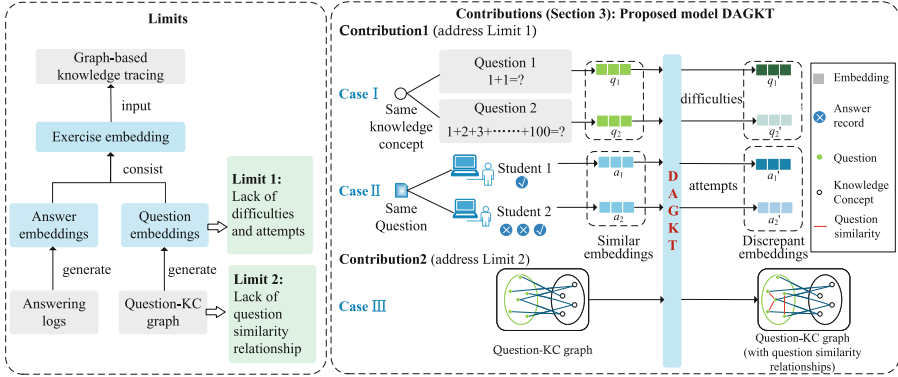 Limits
Graph-based
knowledge tracing
input
Exercise embedding
consist
Answer
embeddings
Question
embeddings
generate
generate
Answering
logs
Question-KC
graph
Limit 1:
Lack of
difficulties
and attempts
Limit 2:
Lack of
question
similarity
relationship
Contributions (Section 3): Proposed model DAGKT
Contribution1 (address Limit 1)
Case I
Same
knowledge
concept
Question 1
1+1=?
Question 2
1+2+3+······+100=?
q₁
q₂
difficulties
q₁'
q₂'
Case II
Same
Question
Student 1
Student 2
a₁
a₂
Similar
embeddings
DAGKT
attempts
a₁'
a₂'
Discrepant
embeddings
Contribution2 (address Limit 2)
Case III
Question-KC graph
Question-KC graph
(with question similarity
relationships)
Embedding
Answer
record
Question
Knowledge
Concept
Question
similarity